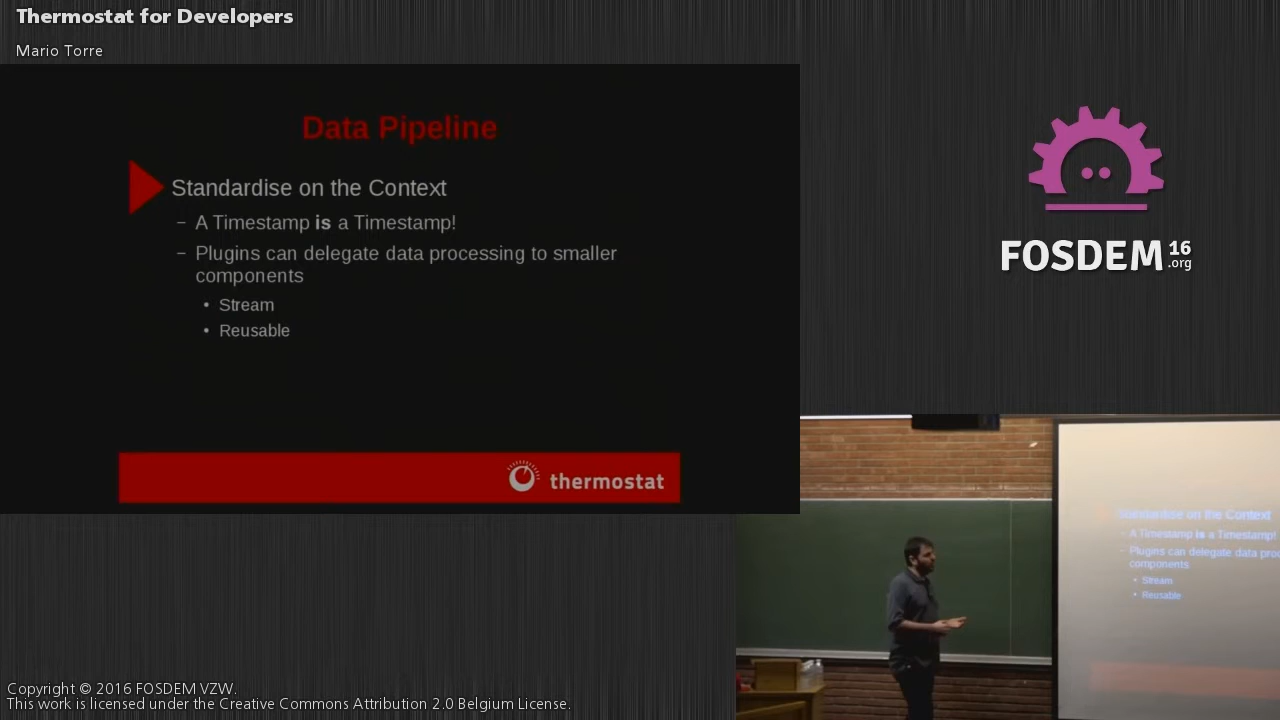 Thermostat for Developers
Mario Torre
Data Pipeline
Standardise on the Context
– A Timestamp is a Timestamp!
– Plugins can delegate data processing to smaller
components
• Stream
• Reusable
thermostat
FOSDEM 16
.org
Standardise on the Context
– A Timestamp is a Timestamp!
– Plugins can delegate data proc
components
• Stream
• Reusable
Copyright © 2016 FOSDEM VZW.
This work is licensed under the Creative Commons Attribution 2.0 Belgium License.